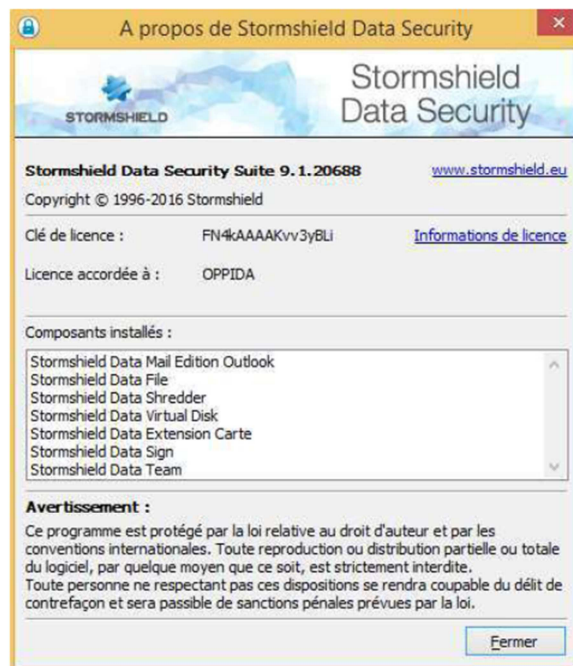 A propos de Stormshield Data Security
STORMSHIELD
Stormshield
Data Security
Stormshield Data Security Suite 9.1.20688
www.stormshield.eu
Copyright © 1996-2016 Stormshield
Clé de licence :
FN4kAAAAKvv3yBLi
Informations de licence
Licence accordée à :
OPPIDA
Composants installés :
Stormshield Data Mail Edition Outlook
Stormshield Data File
Stormshield Data Shredder
Stormshield Data Virtual Disk
Stormshield Data Extension Carte
Stormshield Data Sign
Stormshield Data Team
Avertissement :
Ce programme est protégé par la loi relative au droit d'auteur et par les
conventions internationales. Toute reproduction ou distribution partielle ou totale
du logiciel, par quelque moyen que ce soit, est strictement interdite.
Toute personne ne respectant pas ces dispositions se rendra coupable du délit de
contrefaçon et sera passible de sanctions pénales prévues par la loi.
Fermer